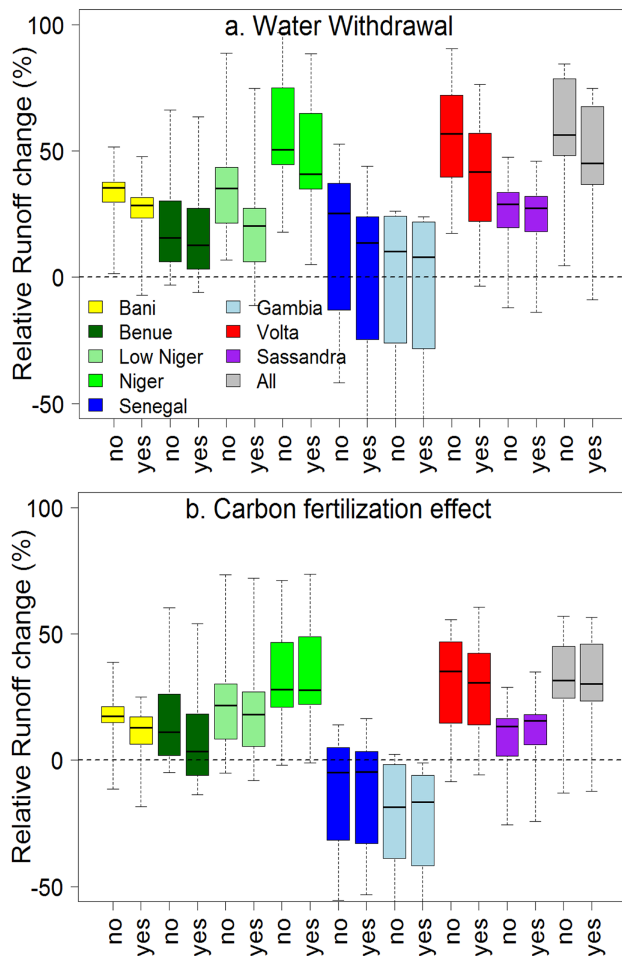 a. Water Withdrawal
Relative Runoff change (%)
100
50
0
-50
Bani
Benue
Low Niger
Niger
Senegal
Gambia
Volta
Sassandra
All
no yes no yes no yes no yes no yes no yes no yes no yes no yes
b. Carbon fertilization effect
Relative Runoff change (%)
100
50
0
-50
no yes no yes no yes no yes no yes no yes no yes no yes no yes